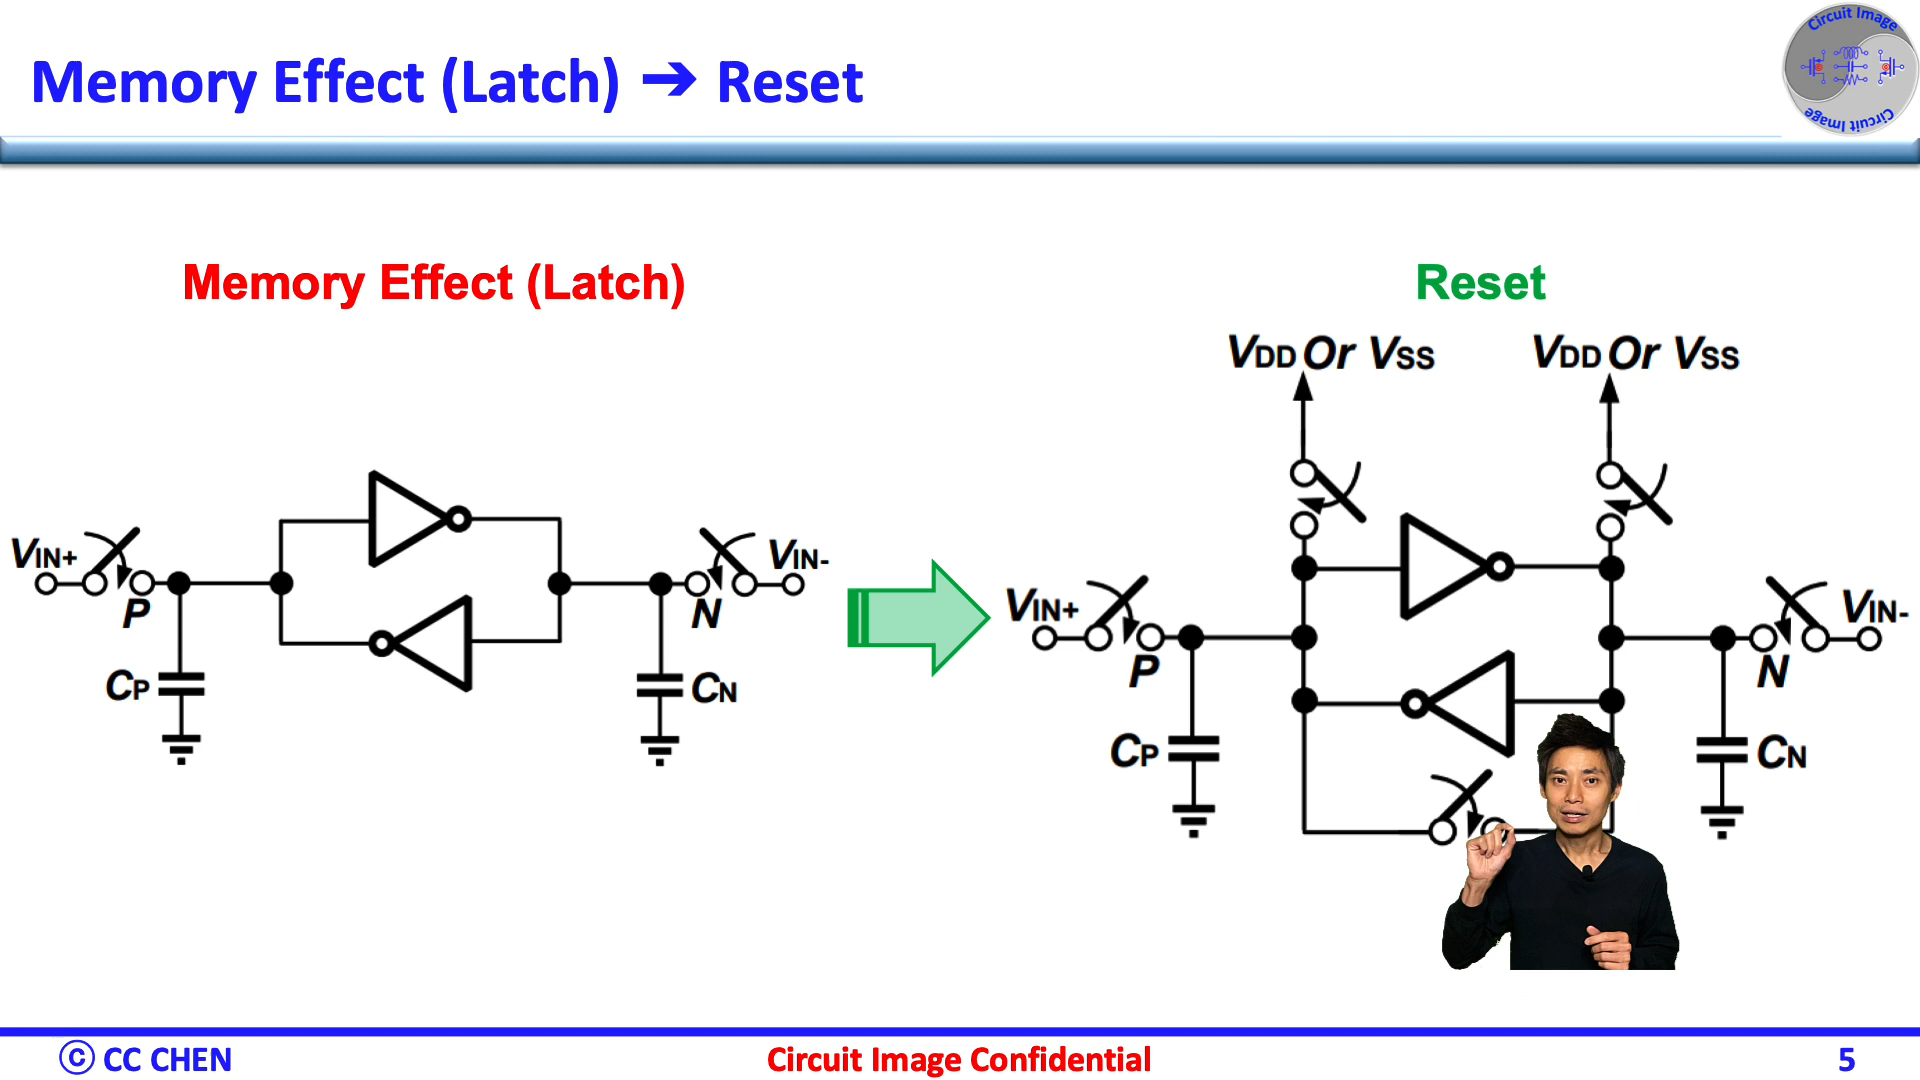 Memory Effect (Latch) ➔ Reset
Circuit Image
Circuit Image
Memory Effect (Latch)
Reset
VDD Or VSS
VDD Or VSS
VIN+
P
CP
N
VIN-
CN
VIN+
P
CP
N
VIN-
CN
© CC CHEN
Circuit Image Confidential
5